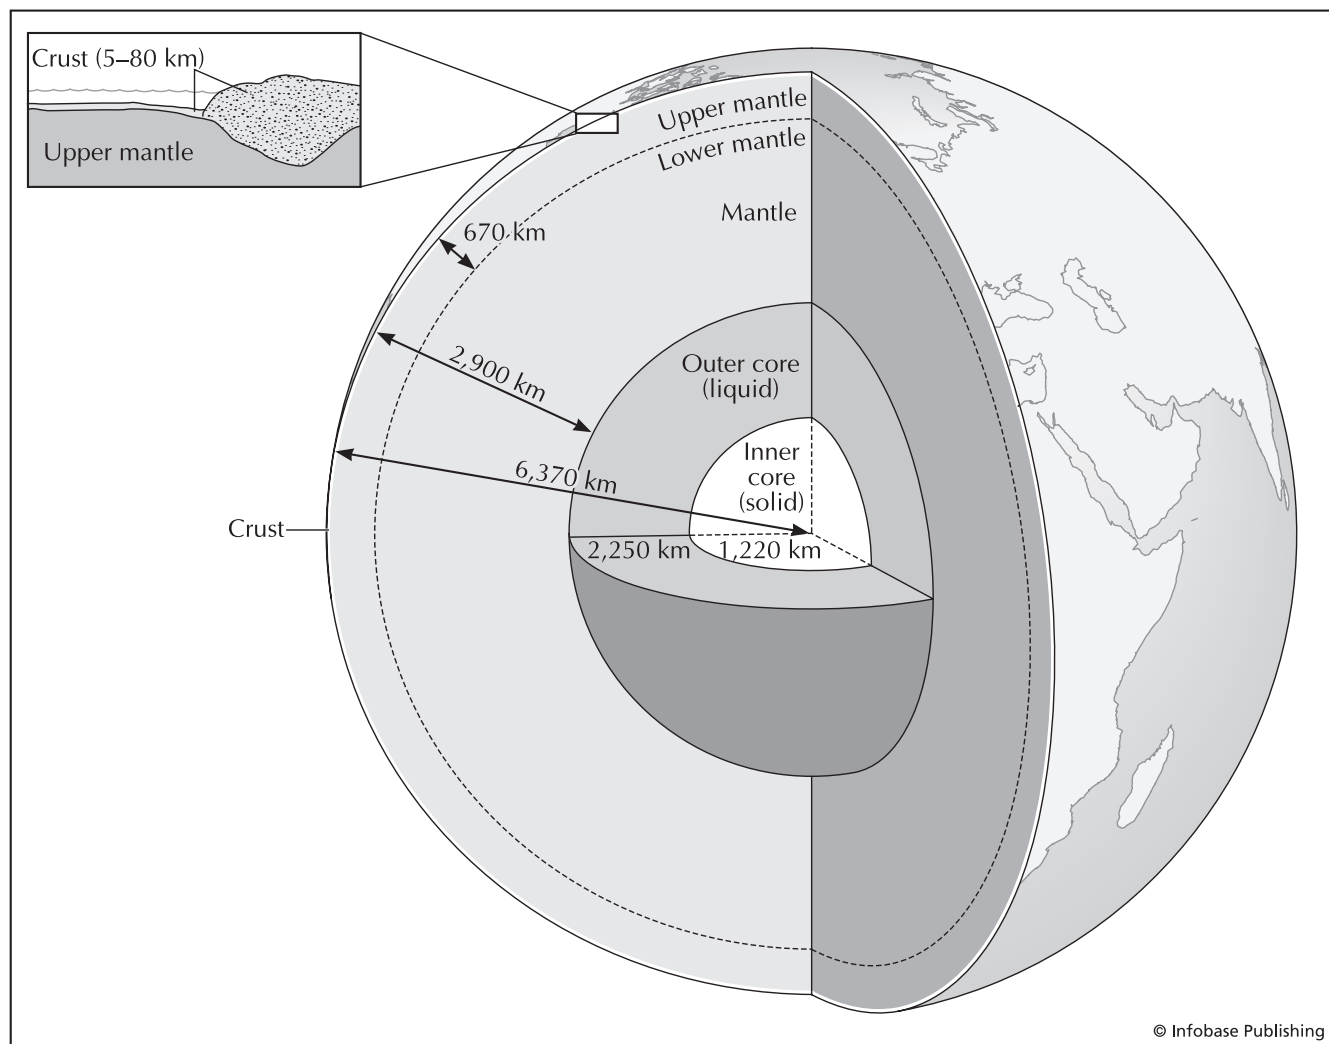 Crust (5–80 km)
Upper mantle
Upper mantle
Lower mantle
Mantle
670 km
2,900 km
Outer core
(liquid)
Inner
core
(solid)
6,370 km
Crust
2,250 km
1,220 km
© Infobase Publishing